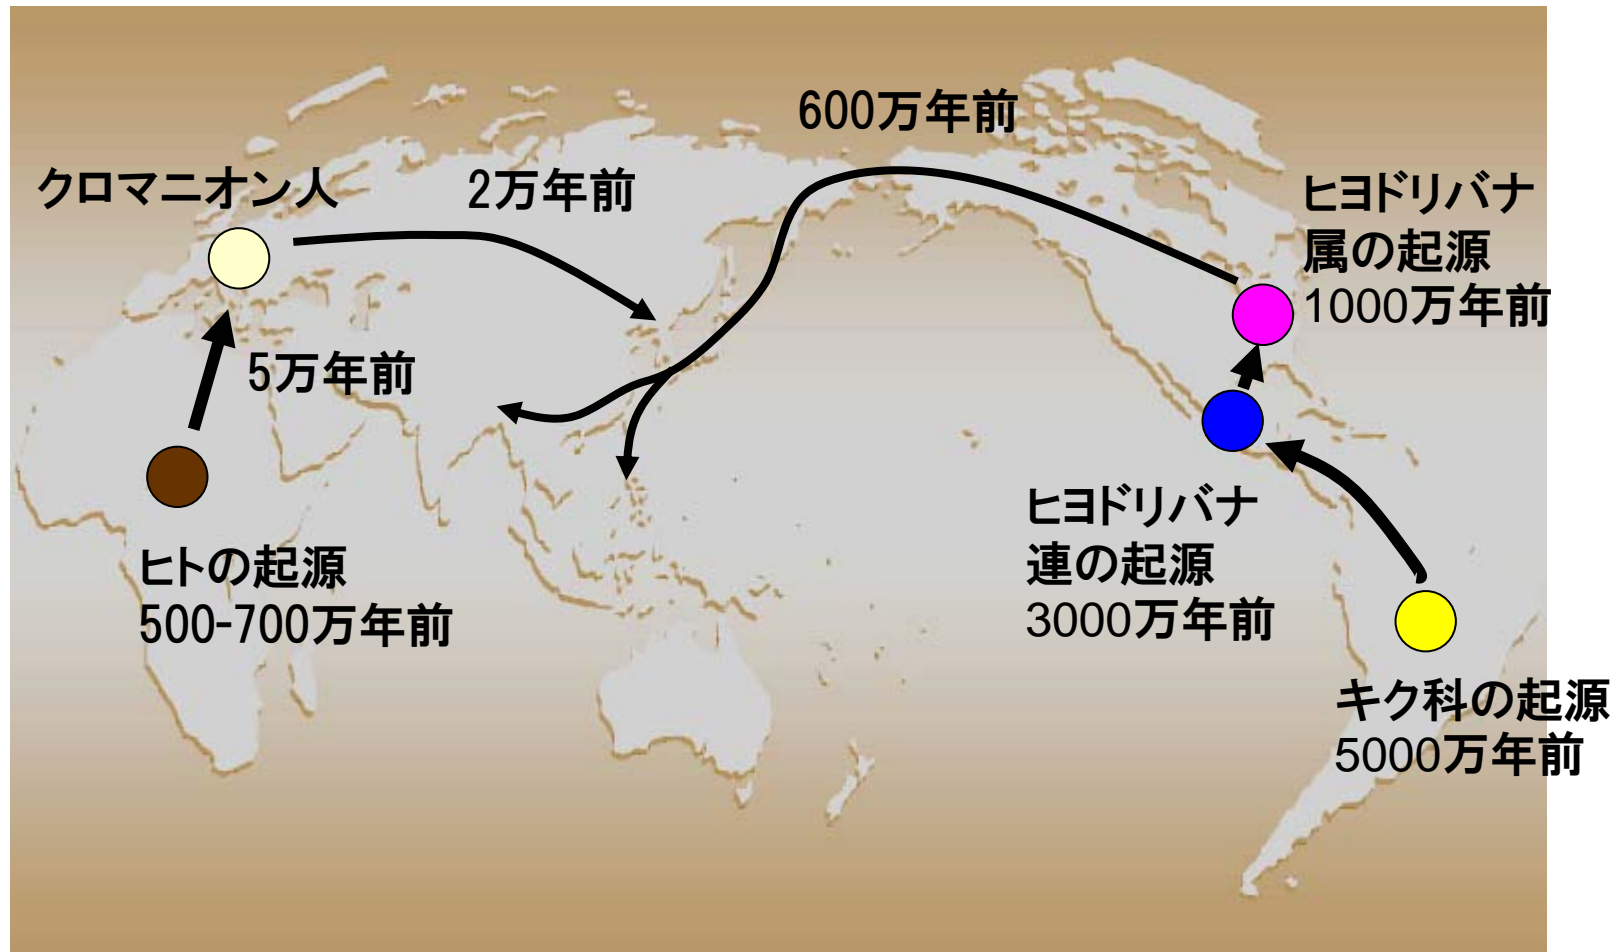 600万年前
クロマニオン人
2万年前
ヒヨドリバナ
属の起源
1000万年前
5万年前
ヒヨドリバナ
連の起源
3000万年前
ヒトの起源
500-700万年前
キク科の起源
5000万年前